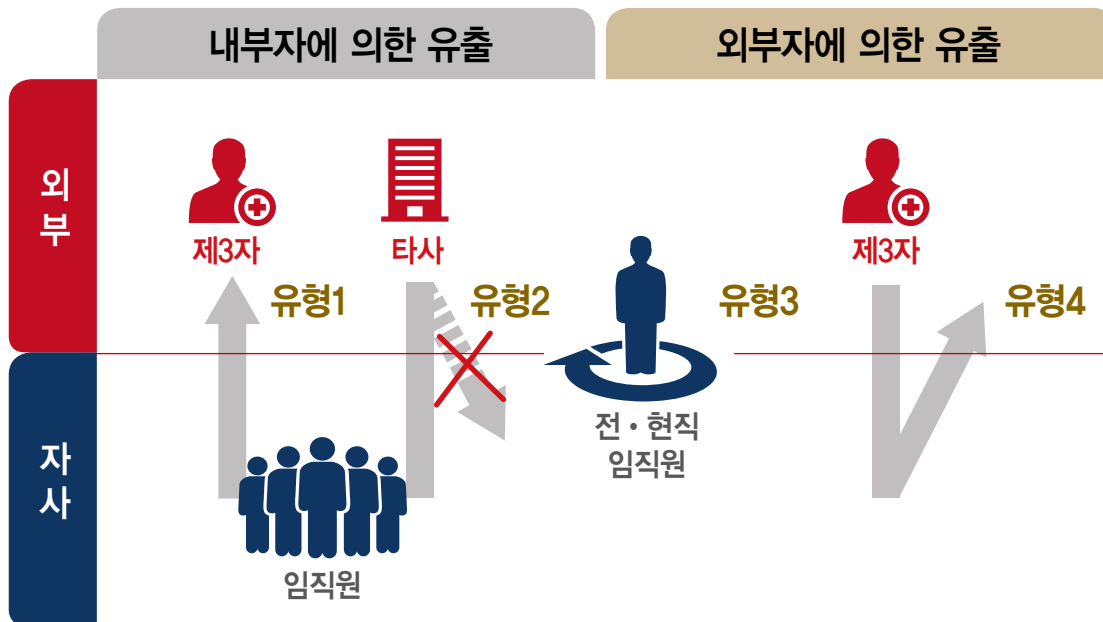 내부자에 의한 유출
외부자에 의한 유출
외부
제3자
타사
제3자
유형1
유형2
유형3
유형4
자사
전・현직
임직원
임직원